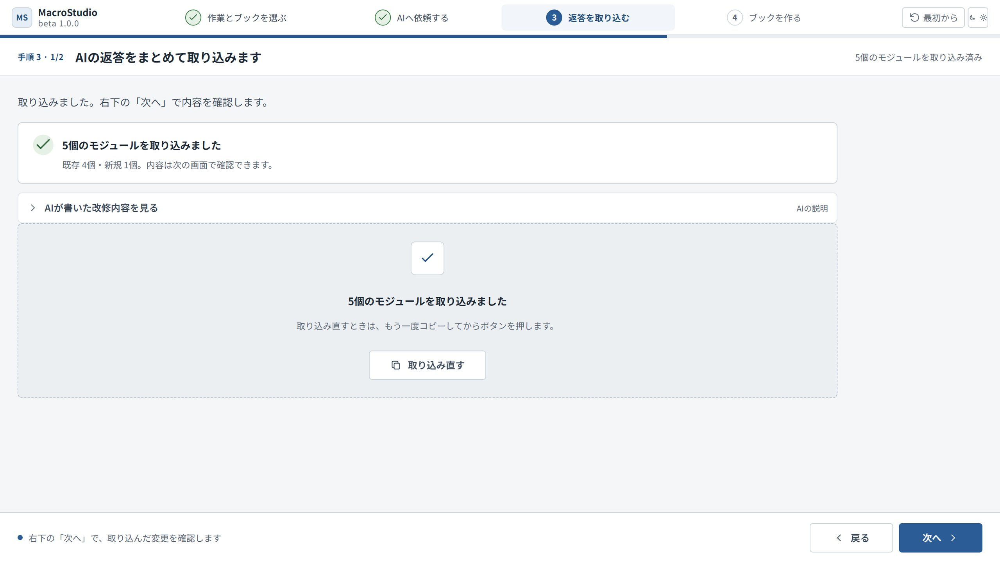 MS
MacroStudio
beta 1.0.0
作業とブックを選ぶ
AIへ依頼する
3
返答を取り込む
4
ブックを作る
最初から
手順 3・1/2
AIの返答をまとめて取り込みます
5個のモジュールを取り込み済み
取り込みました。右下の「次へ」で内容を確認します。
5個のモジュールを取り込みました
既存 4個・新規 1個。内容は次の画面で確認できます。
AIが書いた改修内容を見る
AIの説明
5個のモジュールを取り込みました
取り込み直すときは、もう一度コピーしてからボタンを押します。
取り込み直す
右下の「次へ」で、取り込んだ変更を確認します
戻る
次へ